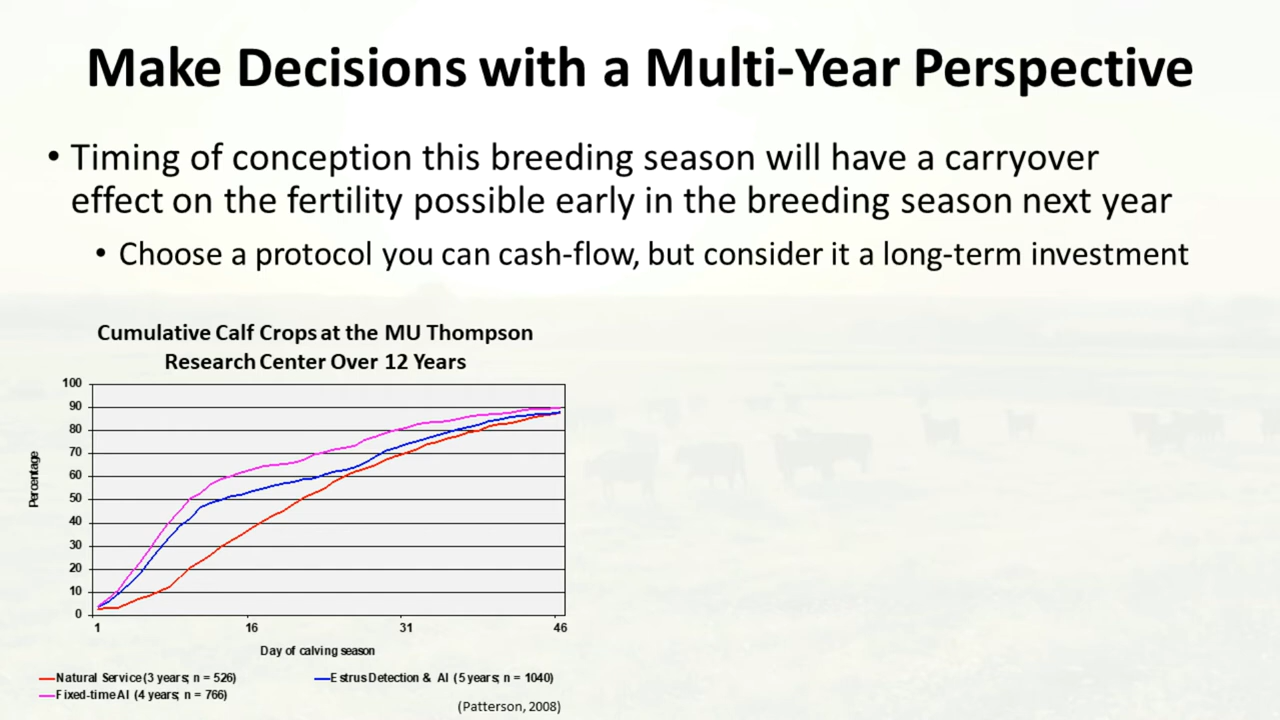 Make Decisions with a Multi-Year Perspective
• Timing of conception this breeding season will have a carryover
effect on the fertility possible early in the breeding season next year
• Choose a protocol you can cash-flow, but consider it a long-term investment
Cumulative Calf Crops at the MU Thompson
Research Center Over 12 Years
100
90
80
70
60
50
40
30
20
10
0
Percentage
1 16 31 46
Day of calving season
Natural Service (3 years; n = 526) Estrus Detection & AI (5 years; n = 1040)
Fixed-time AI (4 years; n = 766)
(Patterson, 2008)